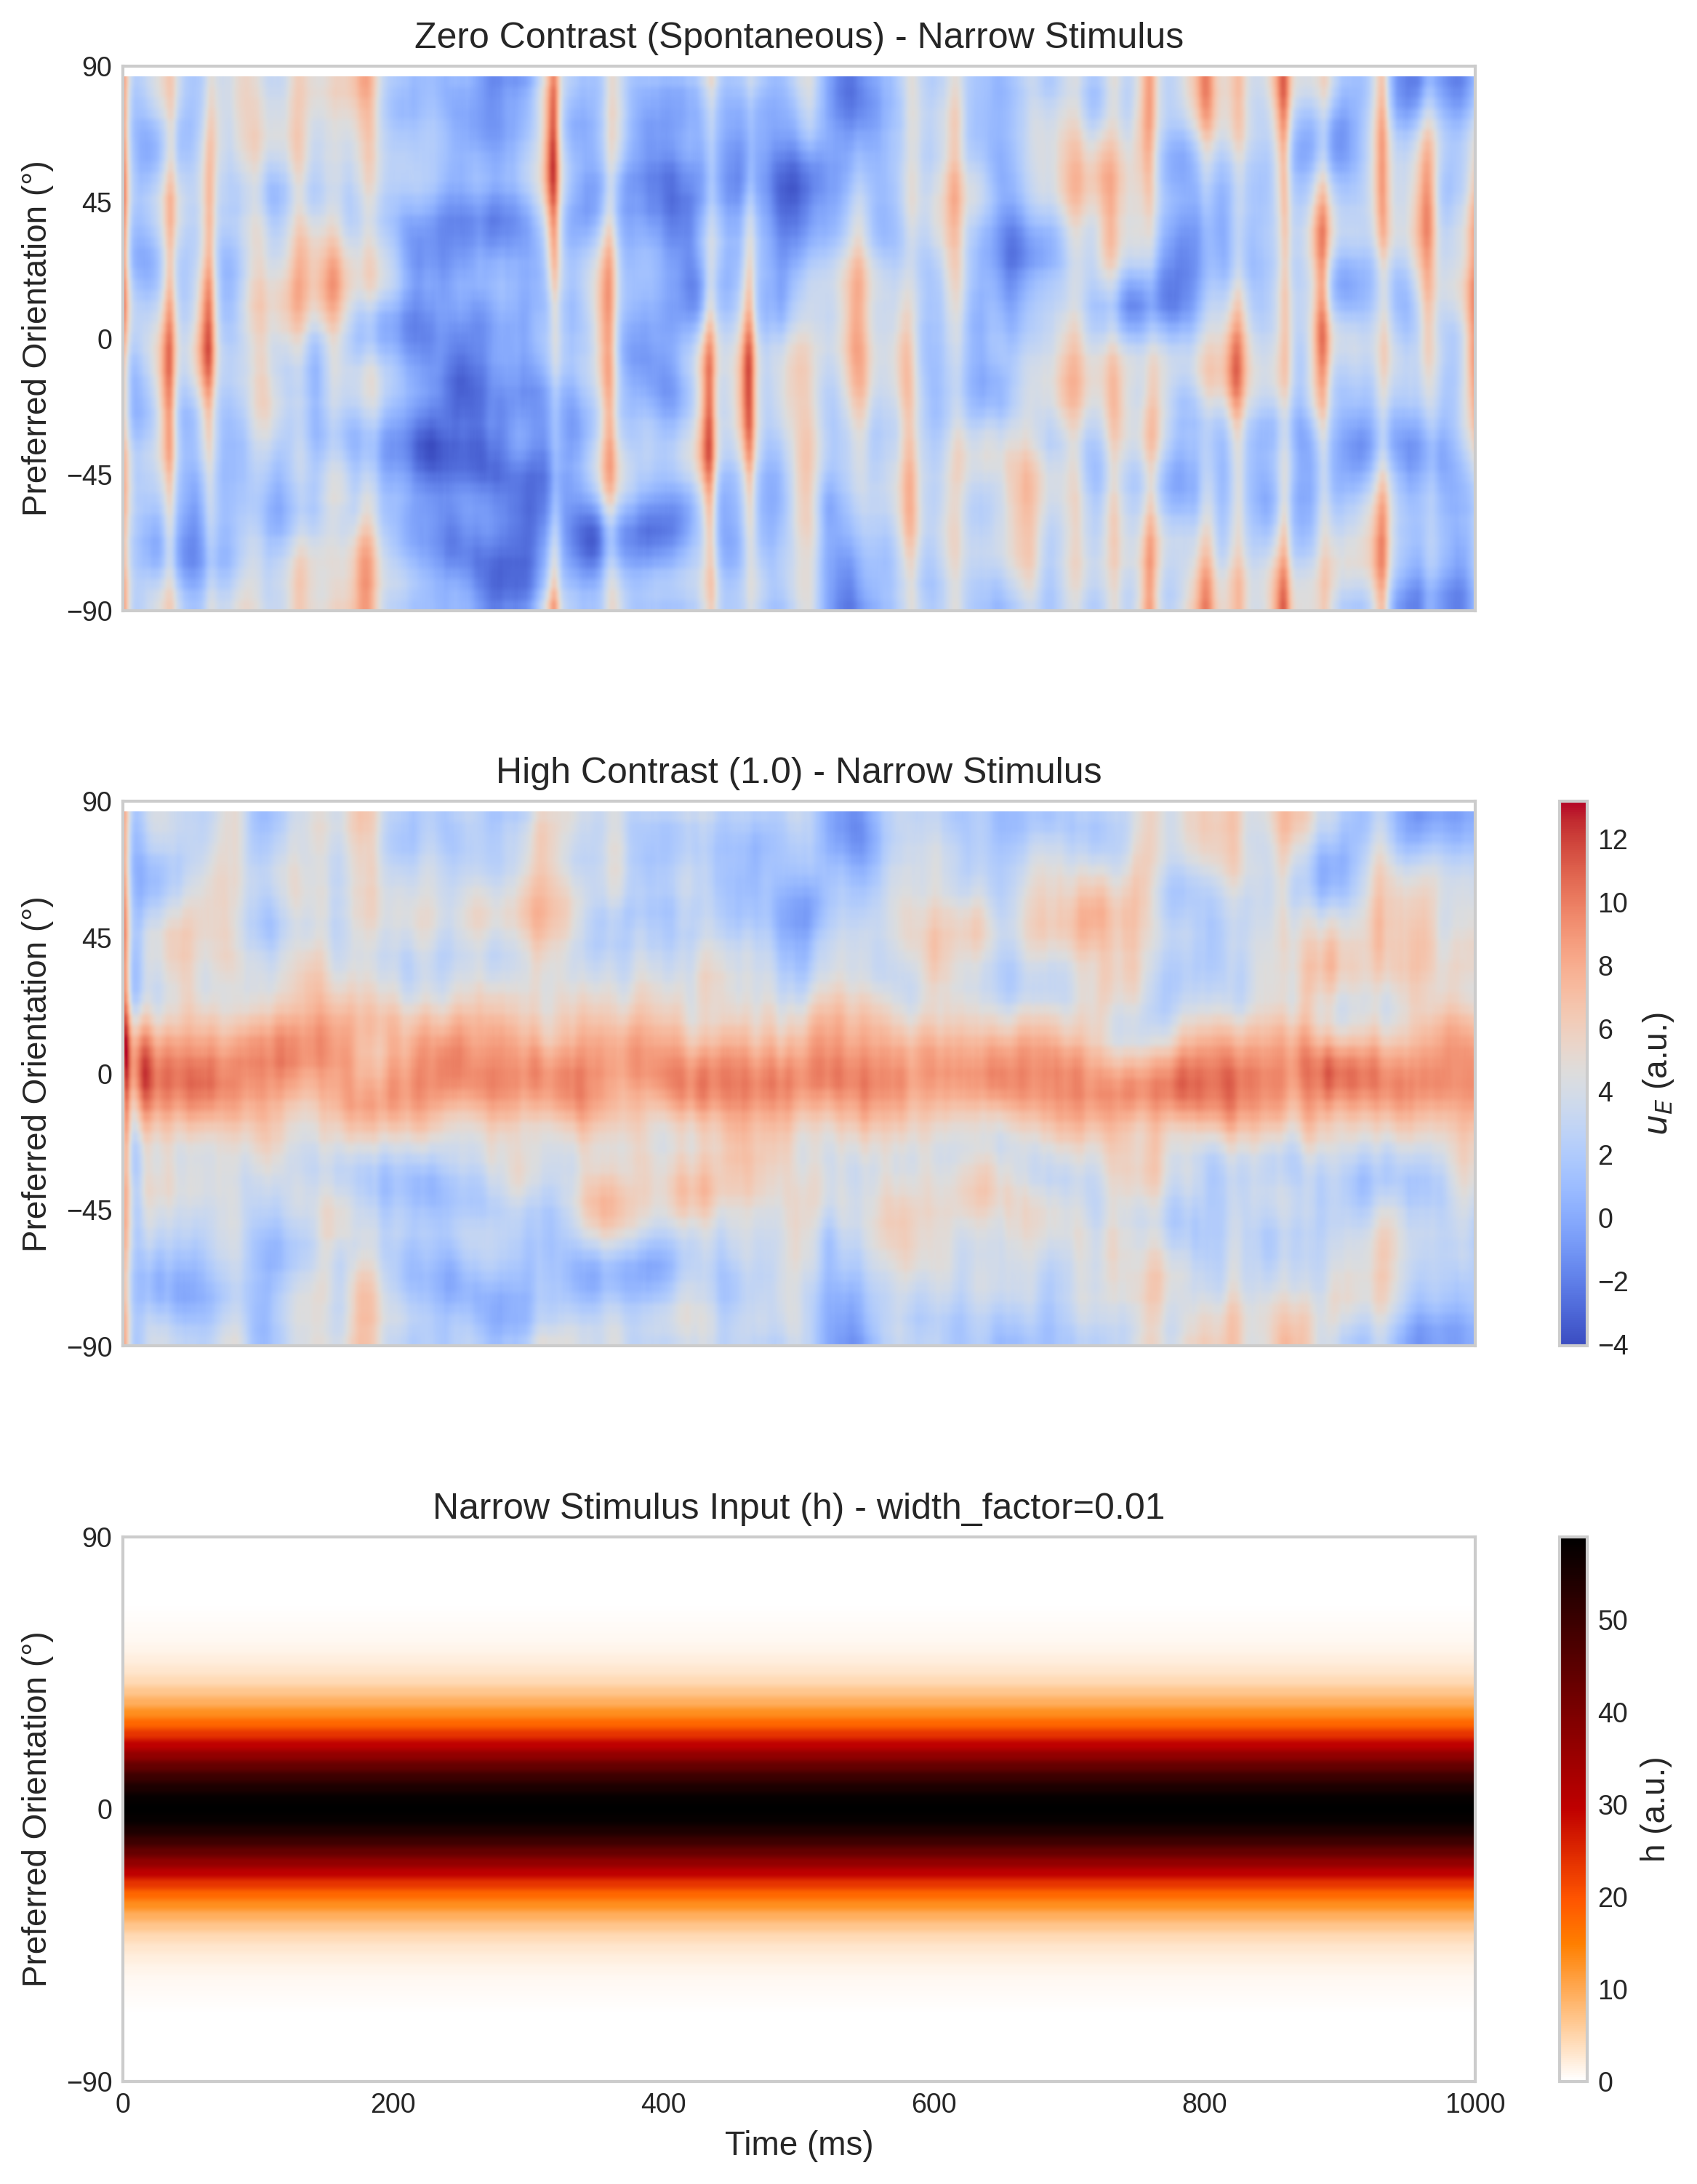 Zero Contrast (Spontaneous) - Narrow Stimulus
90
45
0
−45
−90
Preferred Orientation (°)
High Contrast (1.0) - Narrow Stimulus
90
45
0
−45
−90
Preferred Orientation (°)
12
10
8
6
4
2
0
−2
−4
u_E (a.u.)
Narrow Stimulus Input (h) - width_factor=0.01
90
0
−90
Preferred Orientation (°)
0 200 400 600 800 1000
Time (ms)
50
40
30
20
10
0
h (a.u.)